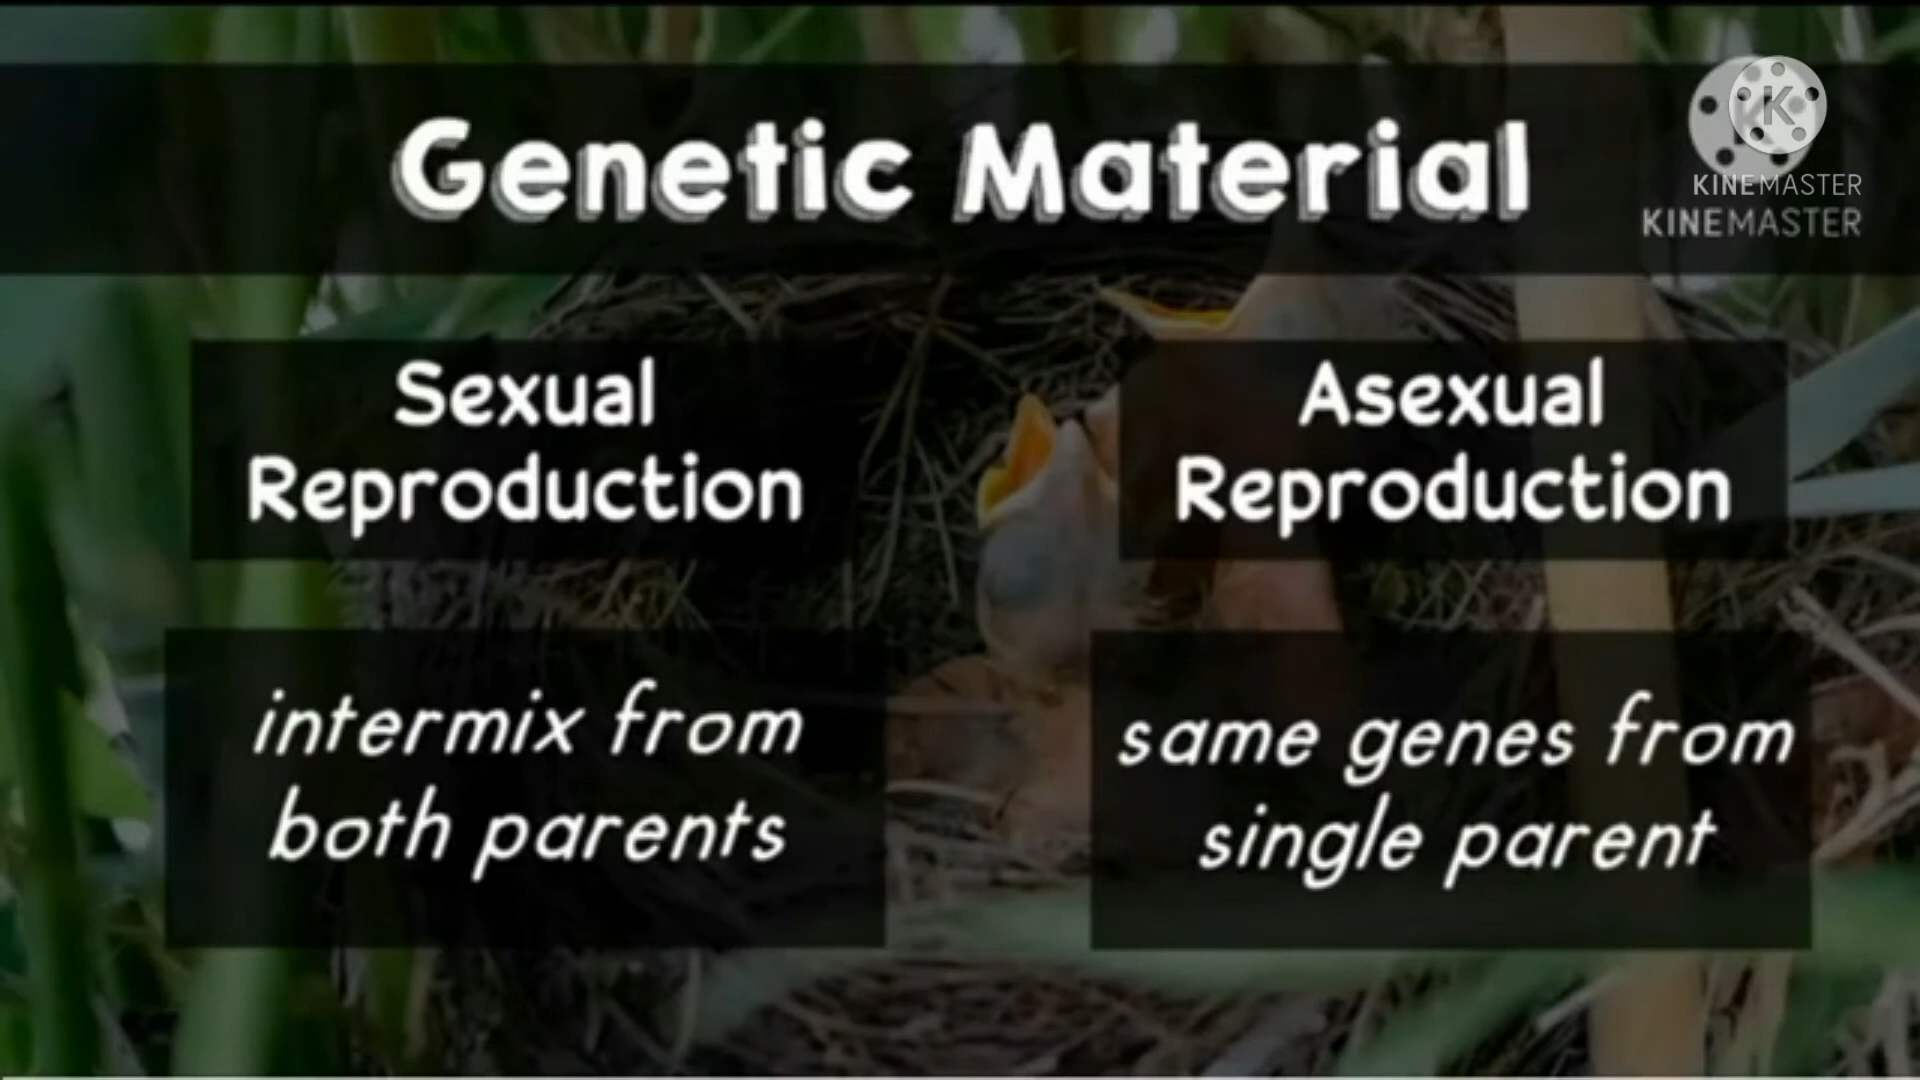 Genetic Material
KINEMASTER
KINEMASTER
Sexual
Reproduction
Asexual
Reproduction
intermix from
both parents
same genes from
single parent